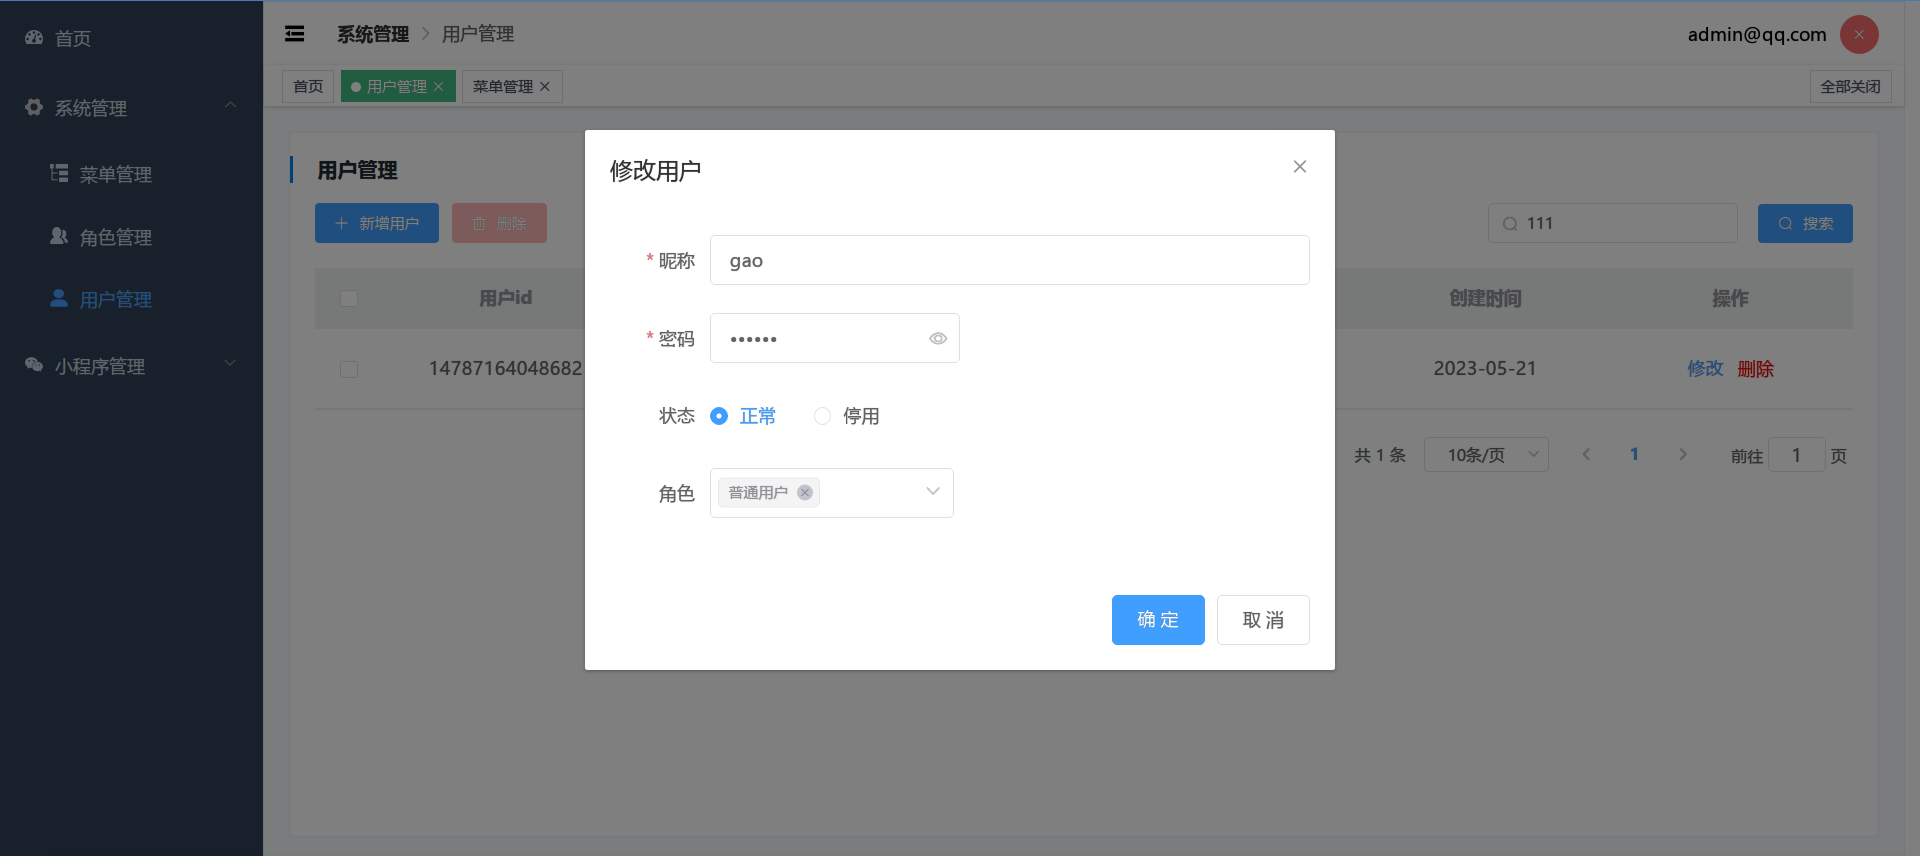 首页
系统管理
菜单管理
角色管理
用户管理
小程序管理
系统管理 > 用户管理
admin@qq.com
首页
用户管理
菜单管理
全部关闭
用户管理
新增用户
删除
111
搜索
用户id
创建时间
操作
14787164048682
2023-05-21
修改 删除
共 1 条
10条/页
1
前往 1 页
修改用户
* 昵称
gao
* 密码
••••••
状态
正常
停用
角色
普通用户
确 定
取 消